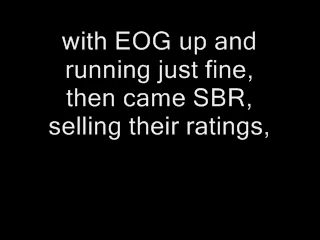 with EOG up and
running just fine,
then came SBR,
selling their ratings,